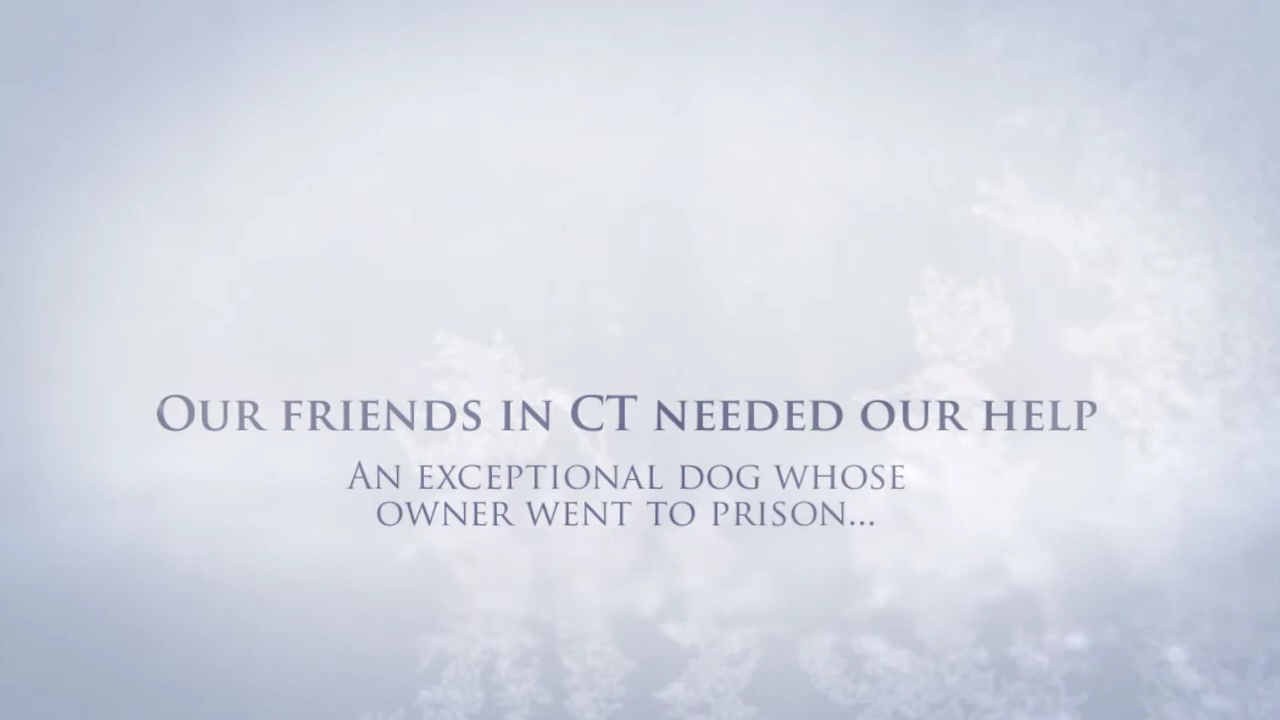 Our friends in CT needed our help
An exceptional dog whose
owner went to prison...